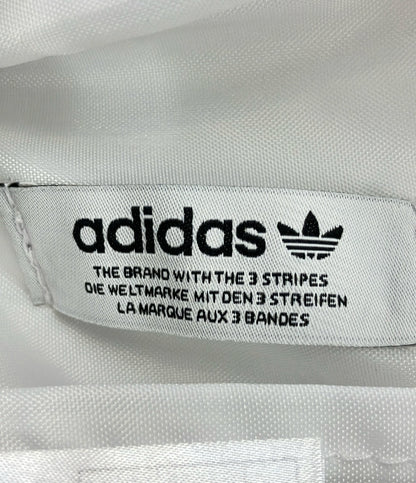 adidas
THE BRAND WITH THE 3 STRIPES
DIE WELTMARKE MIT DEN 3 STREIFEN
LA MARQUE AUX 3 BANDES